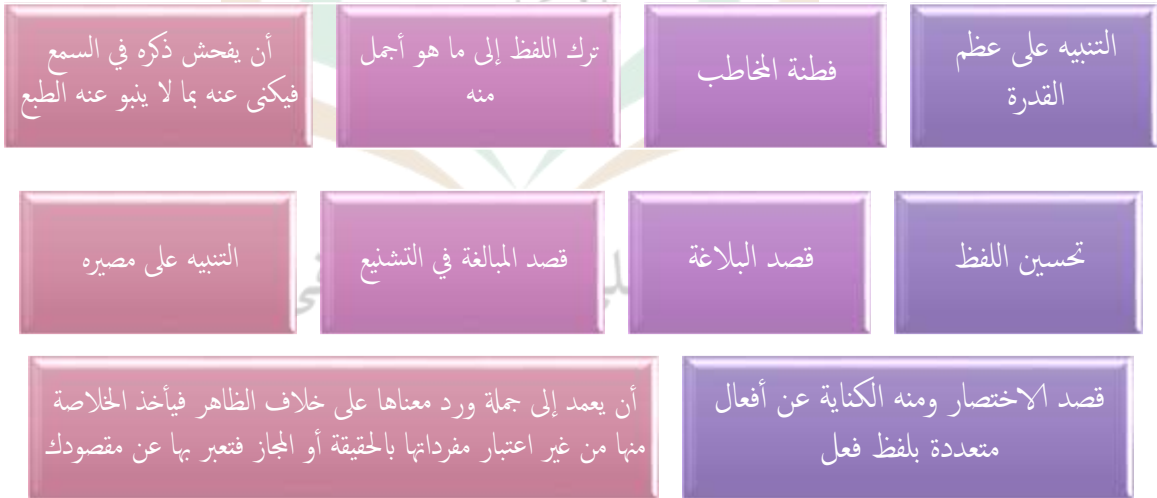 التنبيه على عظم
القدرة
فطنة المخاطب
ترك اللفظ إلى ما هو أجمل
منه
أن يفحش ذكره في السمع
فيكنى عنه بما لا ينبو عنه الطبع
تحسين اللفظ
قصد البلاغة
قصد المبالغة في التشنيع
التنبيه على مصيره
قصد الاختصار ومنه الكناية عن أفعال
متعددة بلفظ فعل
أن يعمد إلى جملة ورد معناها على خلاف الظاهر فيأخذ الخلاصة
منها من غير اعتبار مفرداتها بالحقيقة أو المجاز فتعبر بها عن مقصودك